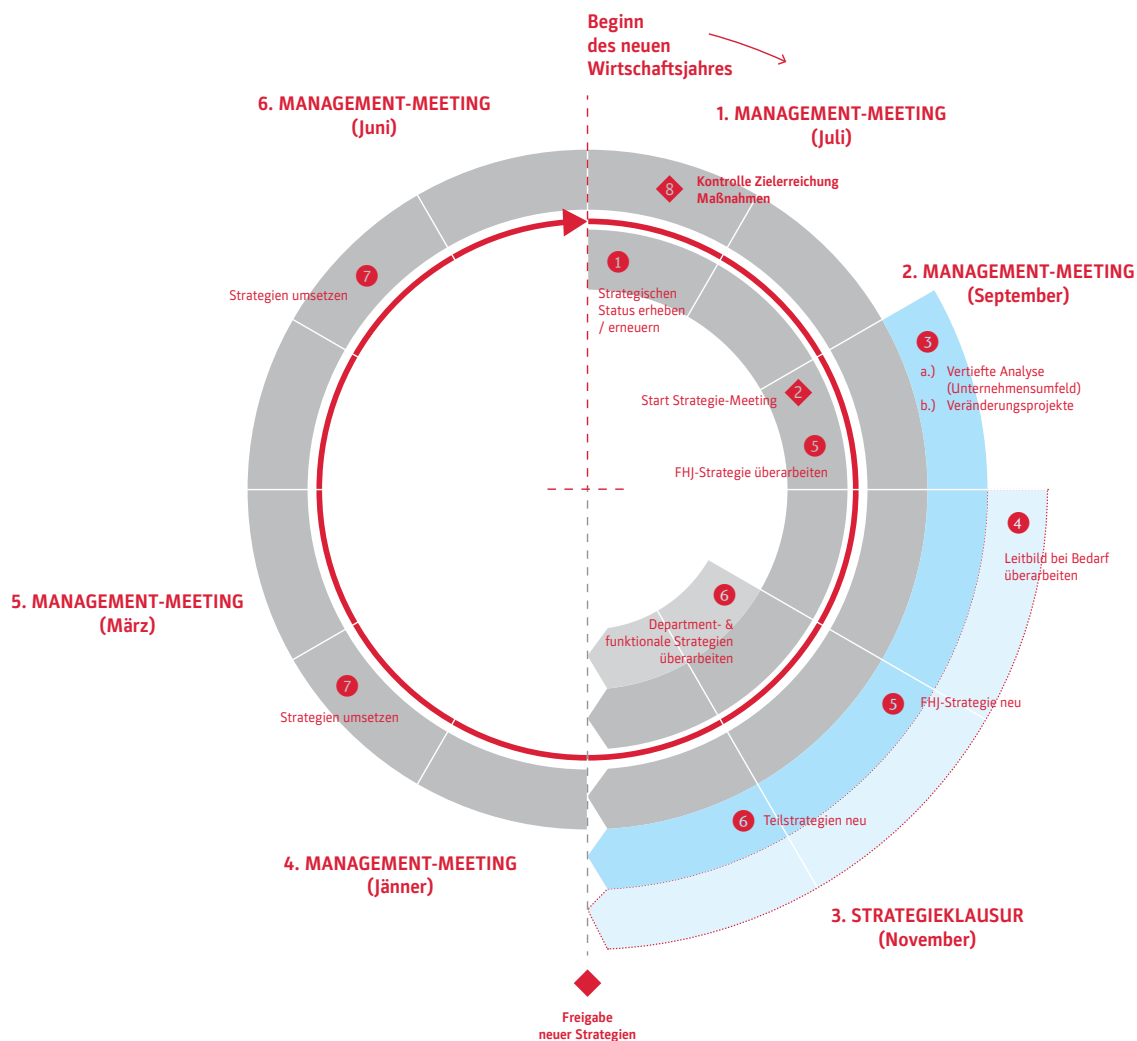 Beginn
des neuen
Wirtschaftsjahres
6. MANAGEMENT-MEETING
(Juni)
1. MANAGEMENT-MEETING
(Juli)
8
Kontrolle Zielerreichung
Maßnahmen
7
Strategien umsetzen
1
Strategischen
Status erheben
/ erneuern
2. MANAGEMENT-MEETING
(September)
3
a.) Vertiefte Analyse
(Unternehmensumfeld)
b.) Veränderungsprojekte
Start Strategie-Meeting
2
5
FHJ-Strategie überarbeiten
4
Leitbild bei Bedarf
überarbeiten
5. MANAGEMENT-MEETING
(März)
6
Department- &
funktionale Strategien
überarbeiten
7
Strategien umsetzen
5
FHJ-Strategie neu
6
Teilstrategien neu
4. MANAGEMENT-MEETING
(Jänner)
3. STRATEGIEKLAUSUR
(November)
Freigabe
neuer Strategien